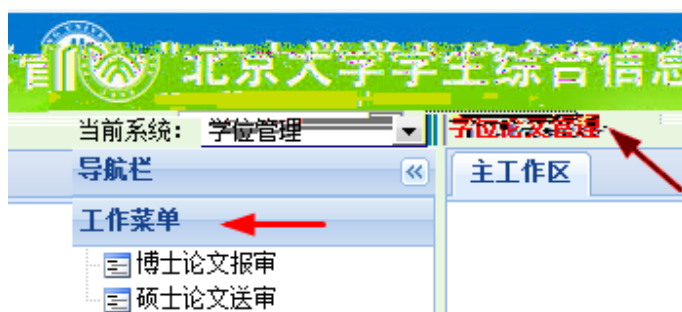 北京大学学生综合信息
当前系统： 学位管理 学位论文管理
导航栏 主工作区
工作菜单
博士论文报审
硕士论文送审